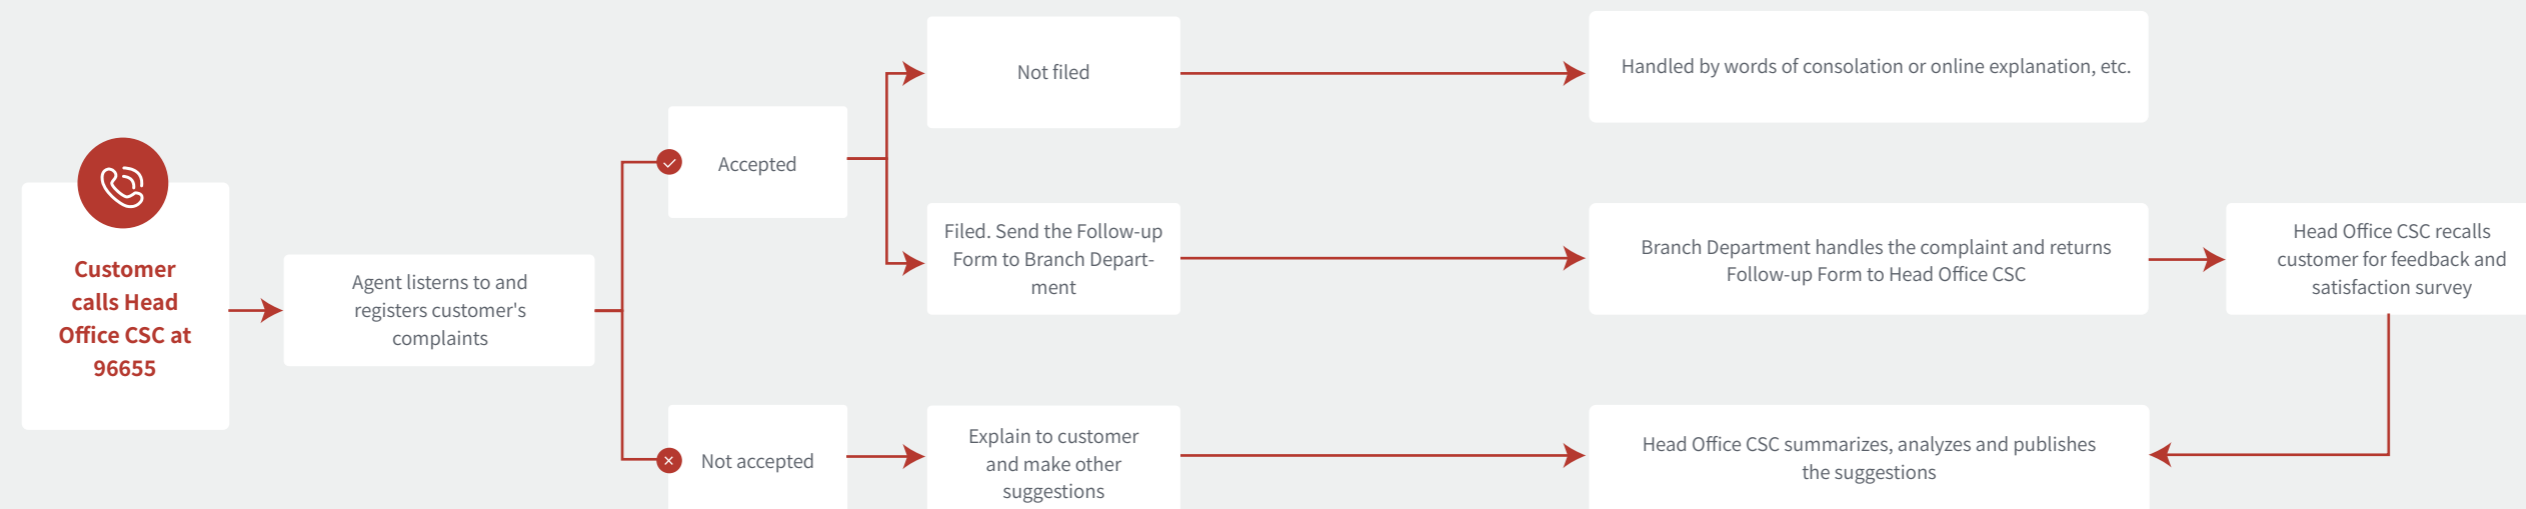 Customer
calls Head
Office CSC at
96655
Agent listerns to and
registers customer's
complaints
Accepted
Not filed
Handled by words of consolation or online explanation, etc.
Filed. Send the Follow-up
Form to Branch Depart-
ment
Branch Department handles the complaint and returns
Follow-up Form to Head Office CSC
Head Office CSC recalls
customer for feedback and
satisfaction survey
Not accepted
Explain to customer
and make other
suggestions
Head Office CSC summarizes, analyzes and publishes
the suggestions